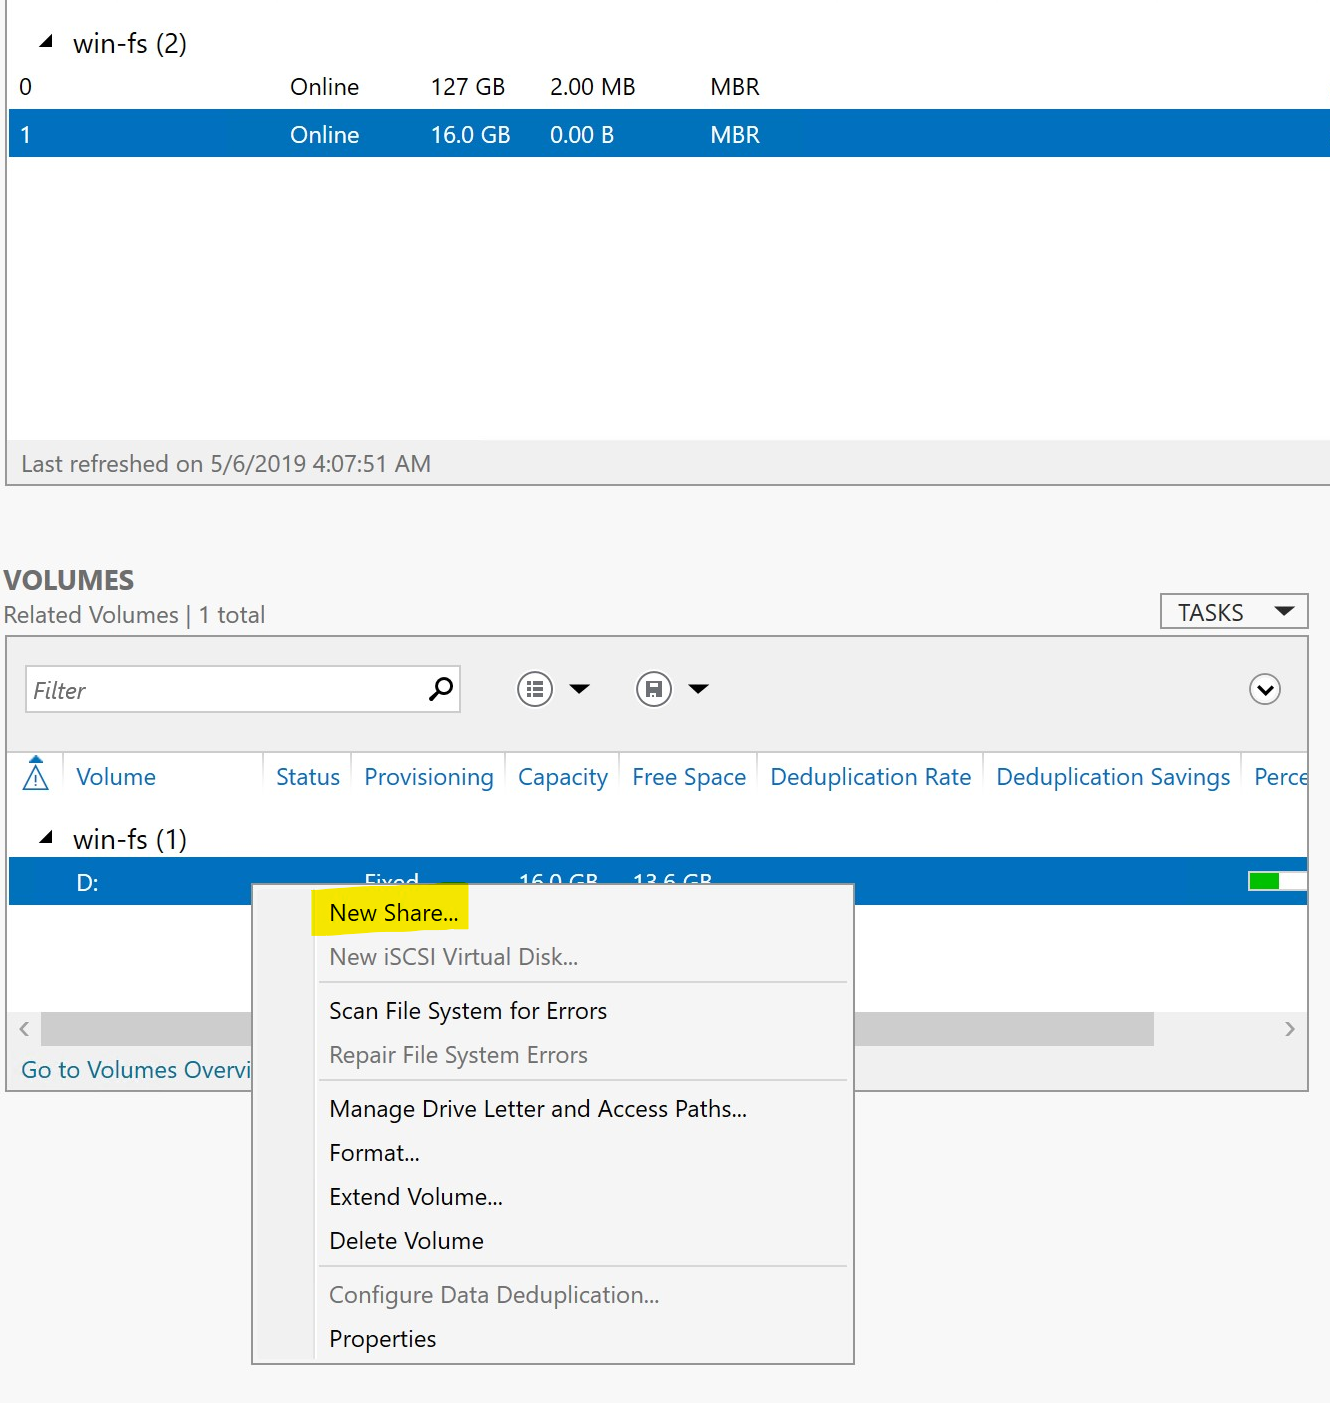 win-fs (2)
0 Online 127 GB 2.00 MB MBR
1 Online 16.0 GB 0.00 B MBR
Last refreshed on 5/6/2019 4:07:51 AM
VOLUMES
Related Volumes | 1 total
TASKS
Filter
Volume Status Provisioning Capacity Free Space Deduplication Rate Deduplication Savings Perce
win-fs (1)
D: Fixed 16.0 GB 13.6 GB
New Share...
New iSCSI Virtual Disk...
Scan File System for Errors
Repair File System Errors
Go to Volumes Overvi
Manage Drive Letter and Access Paths...
Format...
Extend Volume...
Delete Volume
Configure Data Deduplication...
Properties